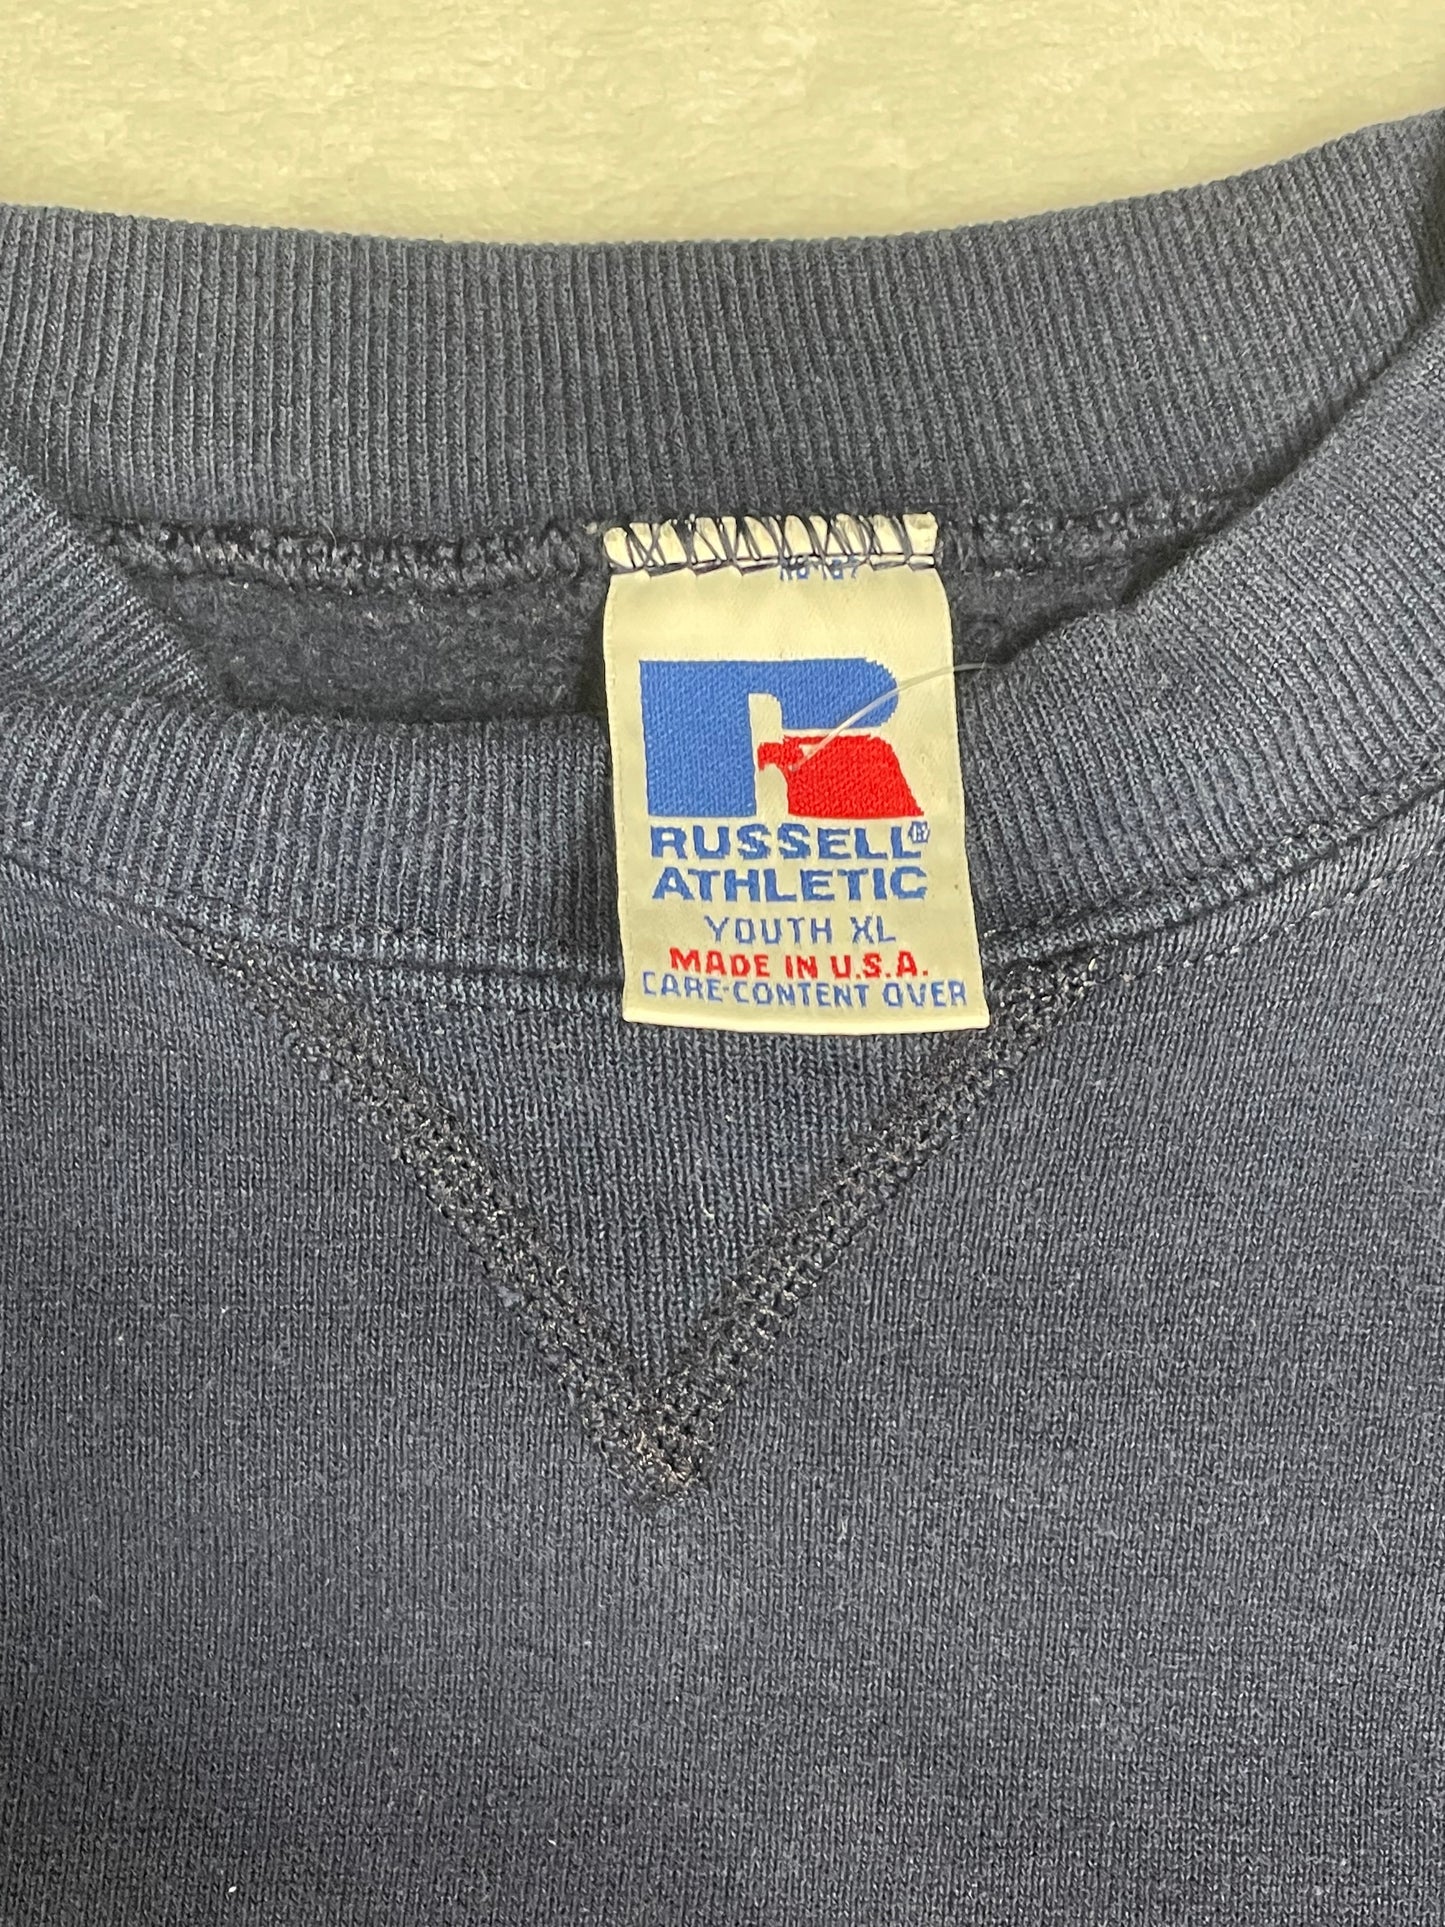 RUSSELL®
ATHLETIC
YOUTH XL
MADE IN U.S.A.
CARE-CONTENT OVER